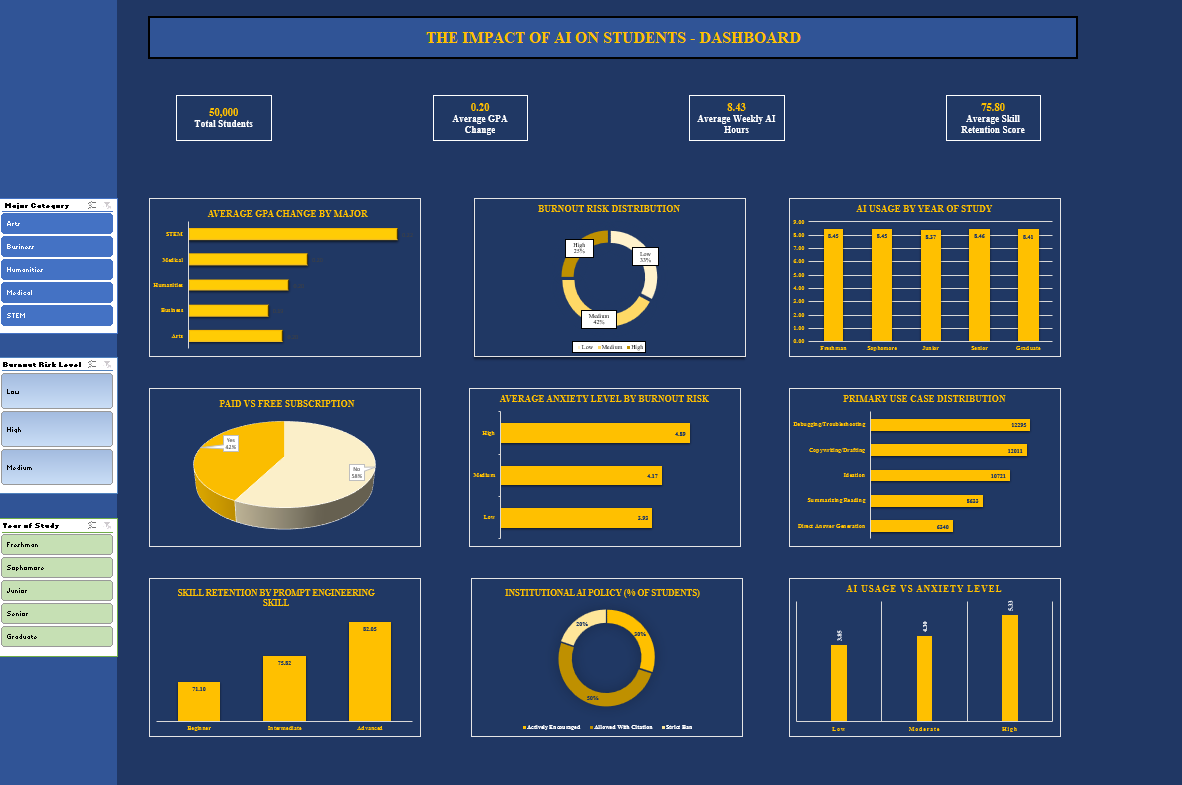 THE IMPACT OF AI ON STUDENTS - DASHBOARD
50,000
Total Students
0.20
Average GPA
Change
8.43
Average Weekly AI
Hours
75.80
Average Skill
Retention Score
Major Category
Arts
Business
Humanities
Medical
STEM
Burnout Risk Level
Low
High
Medium
Year of Study
Freshman
Sophomore
Junior
Senior
Graduate
AVERAGE GPA CHANGE BY MAJOR
STEM
Medical
Humanities
Business
Arts
BURNOUT RISK DISTRIBUTION
High
25%
Low
33%
Medium
42%
Low Medium High
AI USAGE BY YEAR OF STUDY
9.00
8.00
7.00
6.00
5.00
4.00
3.00
2.00
1.00
0.00
8.45 8.45 8.37 8.46 8.41
Freshman Sophomore Junior Senior Graduate
PAID VS FREE SUBSCRIPTION
Yes
42%
No
58%
AVERAGE ANXIETY LEVEL BY BURNOUT RISK
High 4.89
Medium 4.17
Low
PRIMARY USE CASE DISTRIBUTION
Debugging/Troubleshooting 12295
Copywriting/Drafting
Ideation 10721
Summarizing Reading
Direct Answer Generation
SKILL RETENTION BY PROMPT ENGINEERING
SKILL
71.10
75.82
82.05
Beginner Intermediate Advanced
INSTITUTIONAL AI POLICY (% OF STUDENTS)
20%
30%
50%
Actively Encouraged Allowed With Citation Strict Ban
AI USAGE VS ANXIETY LEVEL
3.85
5.33
Low Moderate High